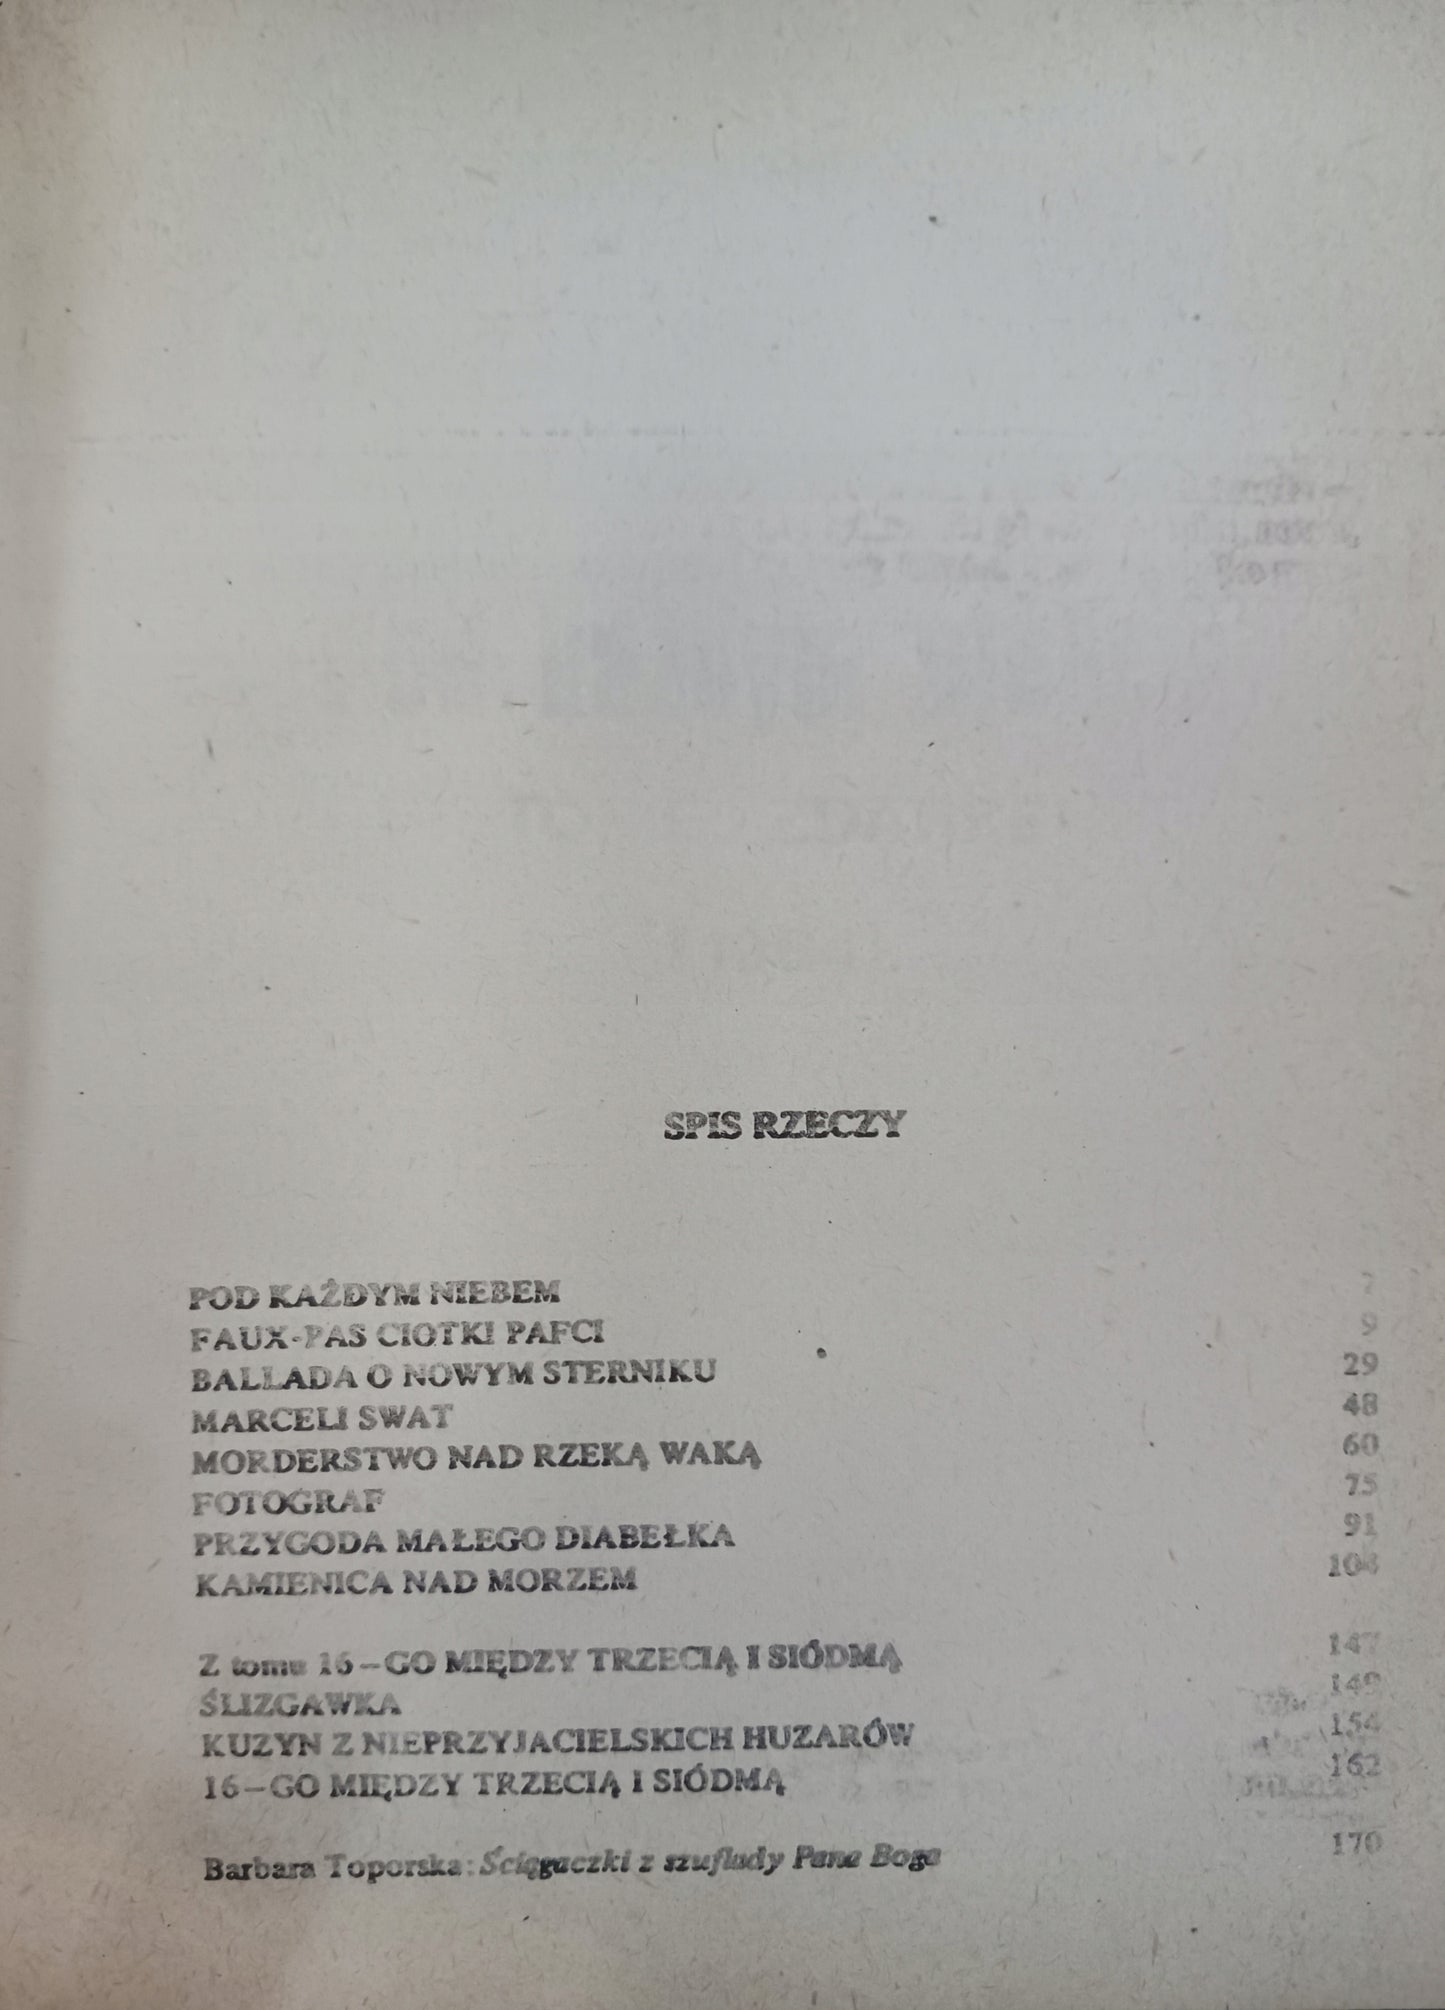 SPIS RZECZY
POD KAŻDYM NIEBEM 7
FAUX-PAS CIOTKI PAFCI 9
BALLADA O NOWYM STERNIKU 29
MARCELI SWAT 48
MORDERSTWO NAD RZEKĄ WAKĄ 60
FOTOGRAF 75
PRZYGODA MAŁEGO DIABEŁKA 91
KAMIENICA NAD MORZEM 108
Z tomu 16–GO MIĘDZY TRZECIĄ I SIÓDMĄ 147
ŚLIZGAWKA 149
KUZYN Z NIEPRZYJACIELSKICH HUZARÓW 154
16–GO MIĘDZY TRZECIĄ I SIÓDMĄ 162
Barbara Toporska: Ściągaczki z szuflady Pana Boga 170